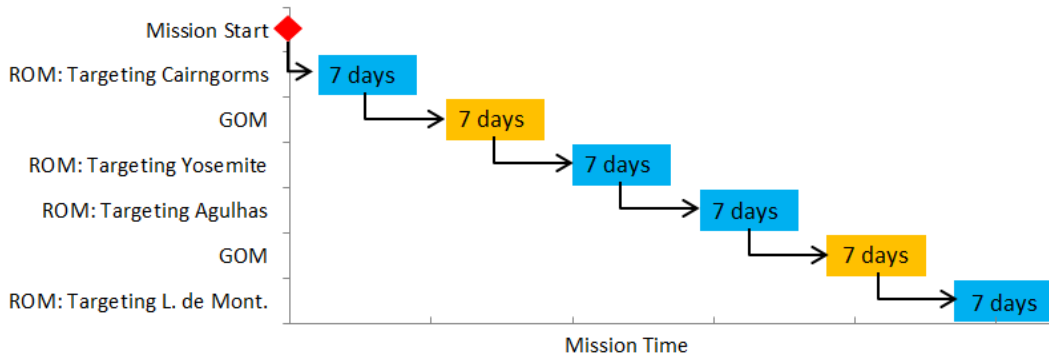 Mission Start
ROM: Targeting Cairngorms
7 days
GOM
7 days
ROM: Targeting Yosemite
7 days
ROM: Targeting Agulhas
7 days
GOM
7 days
ROM: Targeting L. de Mont.
7 days
Mission Time